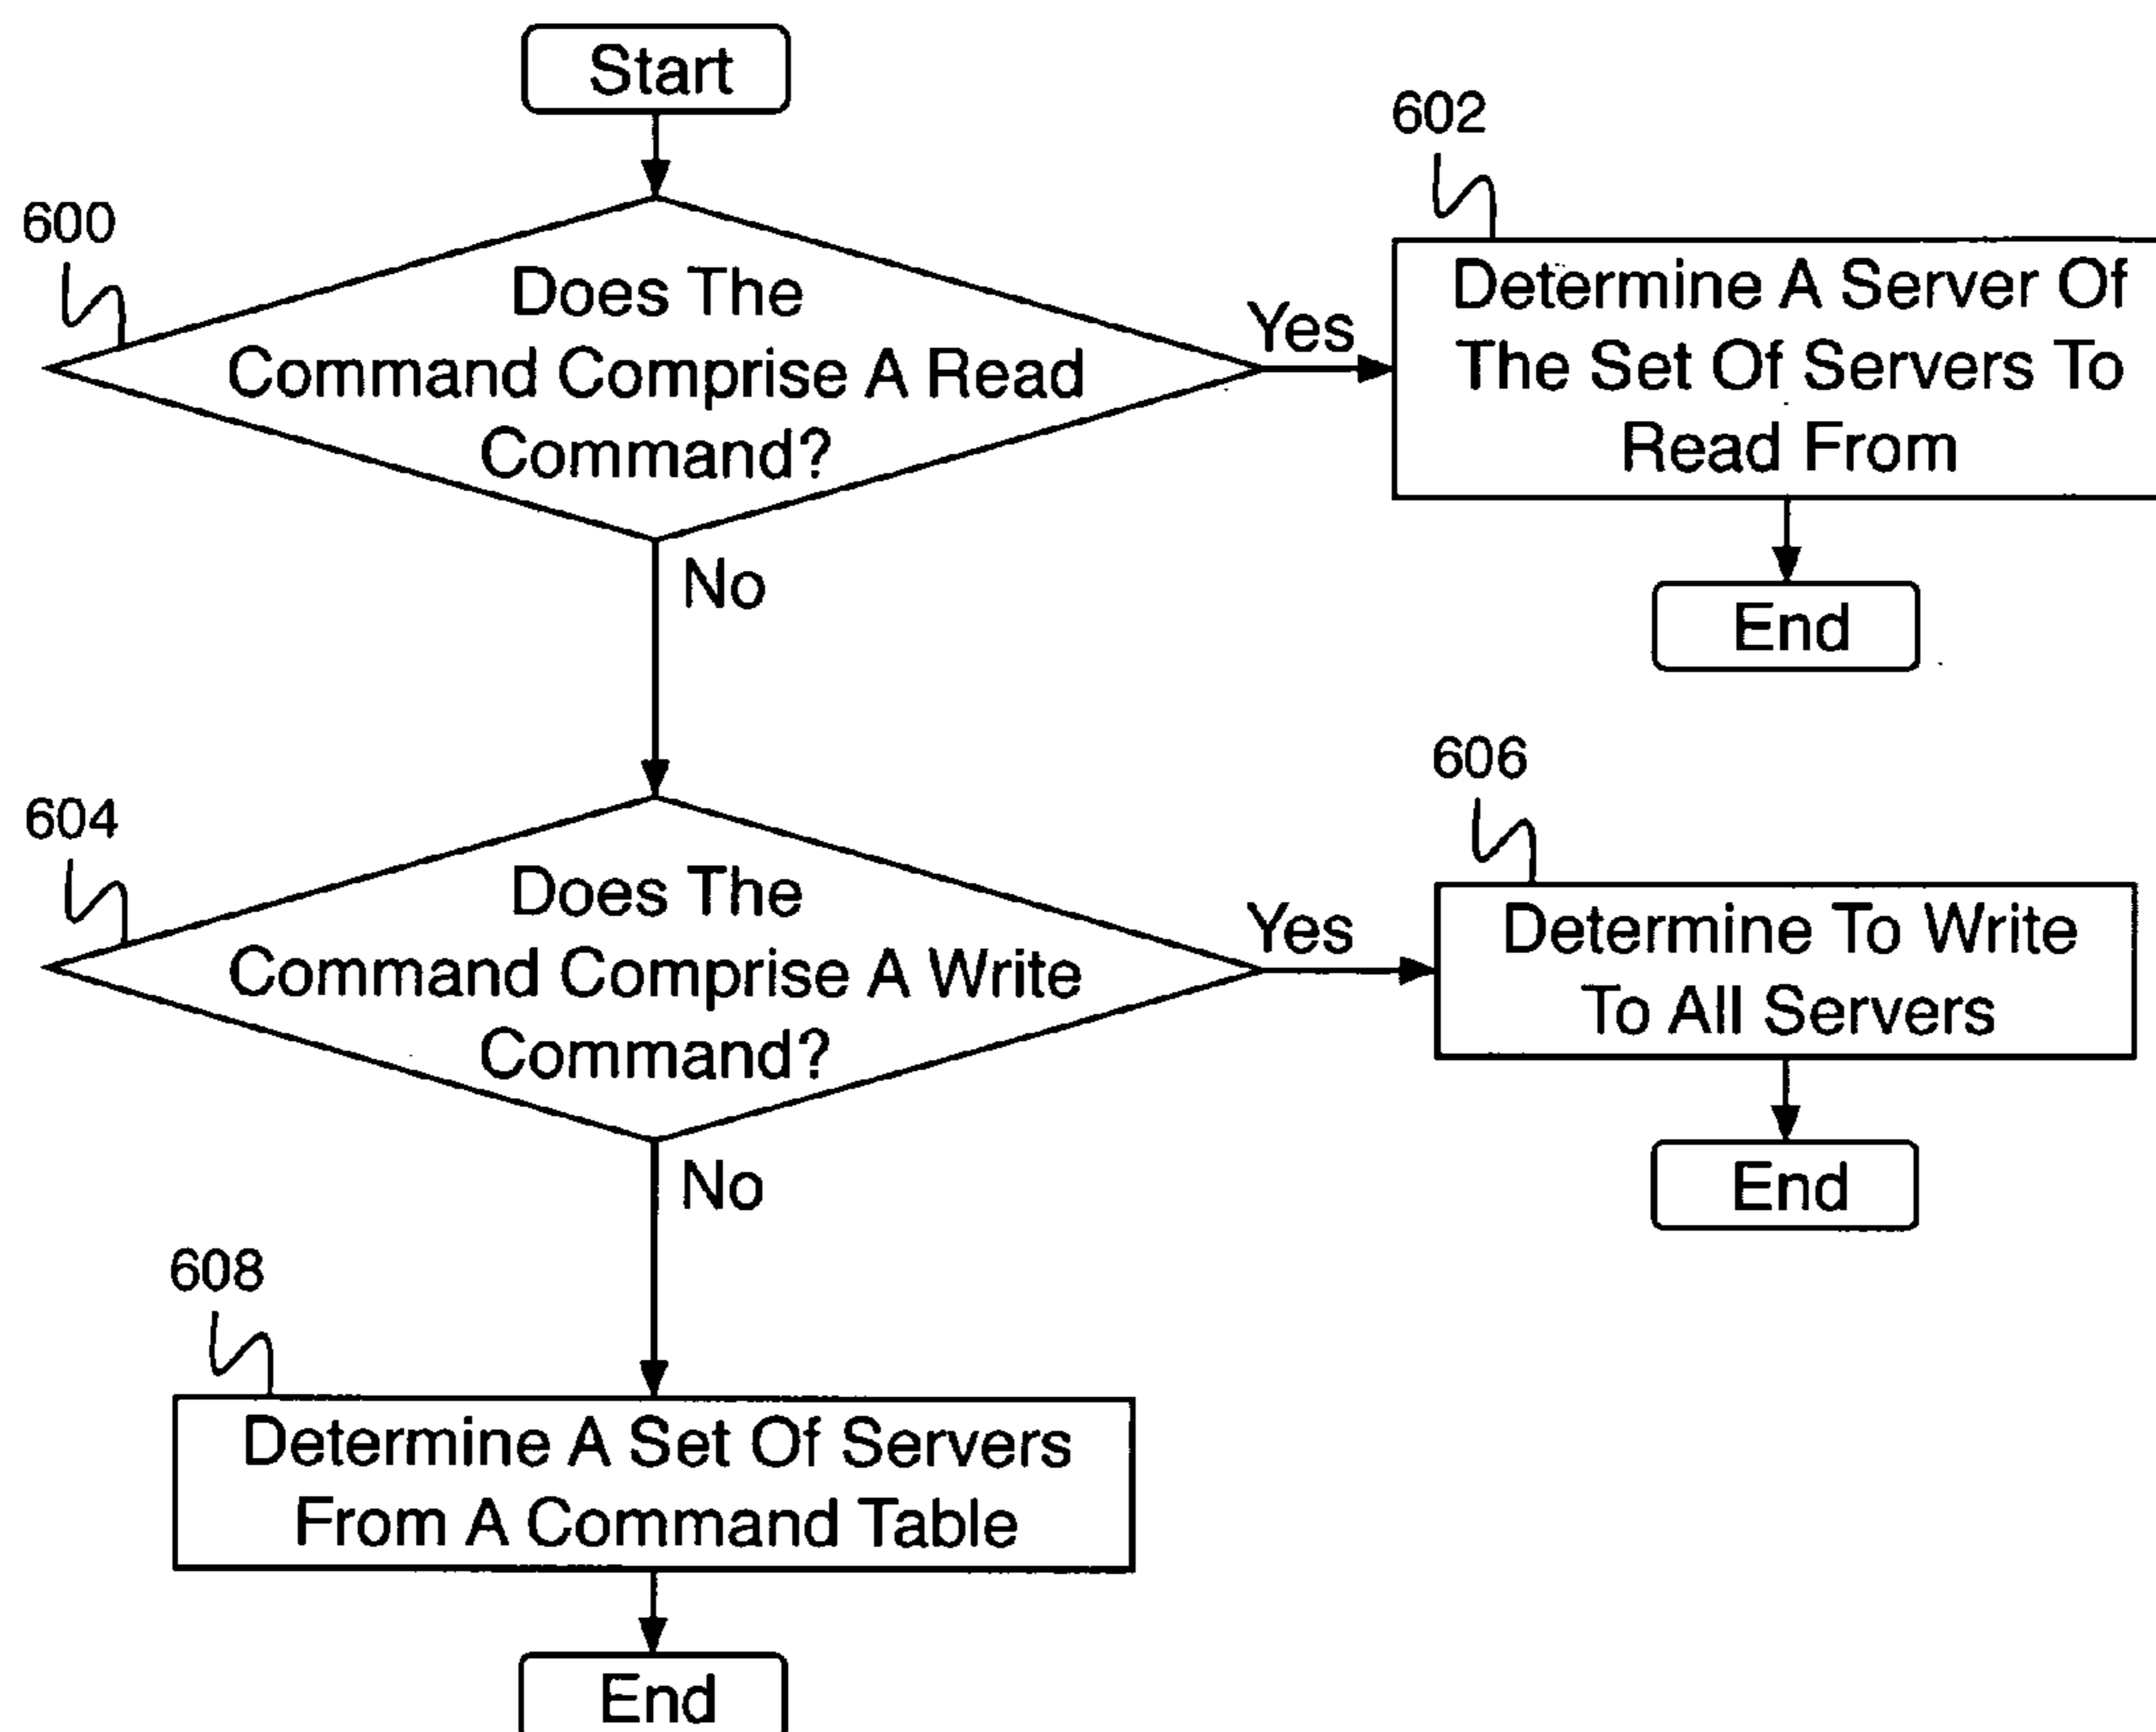 Start
600
Does The
Command Comprise A Read
Command?
Yes
602
Determine A Server Of
The Set Of Servers To
Read From
End
No
604
Does The
Command Comprise A Write
Command?
Yes
606
Determine To Write
To All Servers
End
No
608
Determine A Set Of Servers
From A Command Table
End